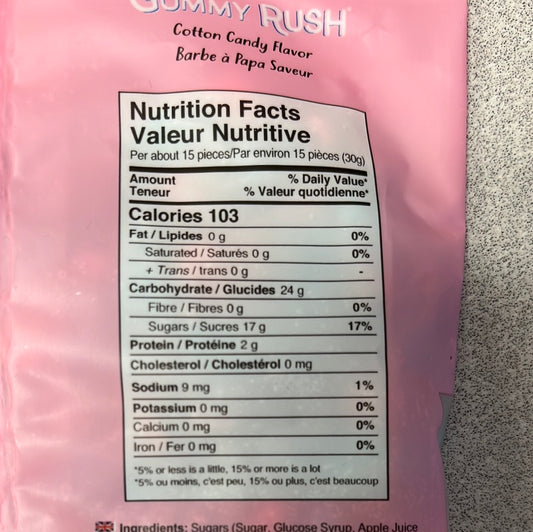 GUMMY RUSH®
Cotton Candy Flavor
Barbe à Papa Saveur
Nutrition Facts
Valeur Nutritive
Per about 15 pieces/Par environ 15 pièces (30g)
Amount % Daily Value*
Teneur % Valeur quotidienne*
Calories 103
Fat / Lipides 0 g 0%
Saturated / Saturés 0 g 0%
+ Trans / trans 0 g -
Carbohydrate / Glucides 24 g
Fibre / Fibres 0 g 0%
Sugars / Sucres 17 g 17%
Protein / Protéine 2 g
Cholesterol / Cholestérol 0 mg
Sodium 9 mg 1%
Potassium 0 mg 0%
Calcium 0 mg 0%
Iron / Fer 0 mg 0%
*5% or less is a little, 15% or more is a lot
*5% ou moins, c'est peu, 15% ou plus, c'est beaucoup
Ingredients: Sugars (Sugar, Glucose Syrup, Apple Juice